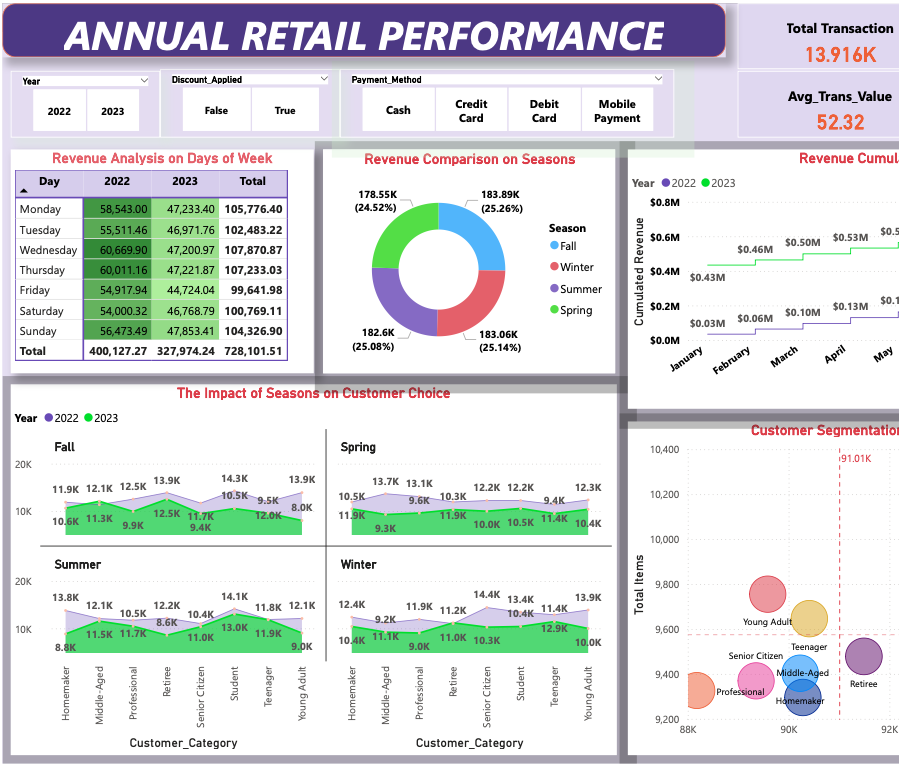 ANNUAL RETAIL PERFORMANCE
Total Transaction
13.916K
Avg_Trans_Value
52.32
Year
2022 2023
Discount_Applied
False True
Payment_Method
Cash Credit Card Debit Card Mobile Payment
Revenue Analysis on Days of Week
Day 2022 2023 Total
Monday 58,543.00 47,233.40 105,776.40
Tuesday 55,511.46 46,971.76 102,483.22
Wednesday 60,669.90 47,200.97 107,870.87
Thursday 60,011.16 47,221.87 107,233.03
Friday 54,917.94 44,724.04 99,641.98
Saturday 54,000.32 46,768.79 100,769.11
Sunday 56,473.49 47,853.41 104,326.90
Total 400,127.27 327,974.24 728,101.51
Revenue Comparison on Seasons
178.55K
(24.52%)
183.89K
(25.26%)
182.6K
(25.08%)
183.06K
(25.14%)
Season
Fall
Winter
Summer
Spring
Revenue Cumul
Year 2022 2023
Cumulated Revenue
$0.8M
$0.6M
$0.4M
$0.2M
$0.0M
$0.43M $0.46M $0.50M $0.53M $0.5
$0.03M $0.06M $0.10M $0.13M $0.1
January February March April May
The Impact of Seasons on Customer Choice
Year 2022 2023
Fall
20K
10K
11.9K 12.1K 12.5K 13.9K 11.7K 14.3K 9.5K 13.9K
10.6K 11.3K 9.9K 12.5K 9.4K 10.5K 12.0K 8.0K
Spring
10.5K 13.7K 13.1K 10.3K 12.2K 12.2K 9.4K 12.3K
11.9K 9.3K 9.6K 11.9K 10.0K 10.5K 11.4K 10.4K
Summer
20K
10K
13.8K 12.1K 10.5K 12.2K 10.4K 14.1K 11.8K 12.1K
8.8K 11.5K 11.7K 8.6K 11.0K 13.0K 11.9K 9.0K
Winter
12.4K 9.2K 11.9K 11.2K 14.4K 13.4K 11.4K 13.9K
10.4K 11.1K 9.0K 11.0K 10.3K 10.4K 12.9K 10.0K
Homemaker Middle-Aged Professional Retiree Senior Citizen Student Teenager Young Adult
Homemaker Middle-Aged Professional Retiree Senior Citizen Student Teenager Young Adult
Customer_Category
Customer_Category
Customer Segmentation
Total Items
10,400
10,200
10,000
9,800
9,600
9,400
9,200
91.01K
Young Adult
Teenager
Senior Citizen
Middle-Aged
Retiree
Professional
Homemaker
88K 90K 92K